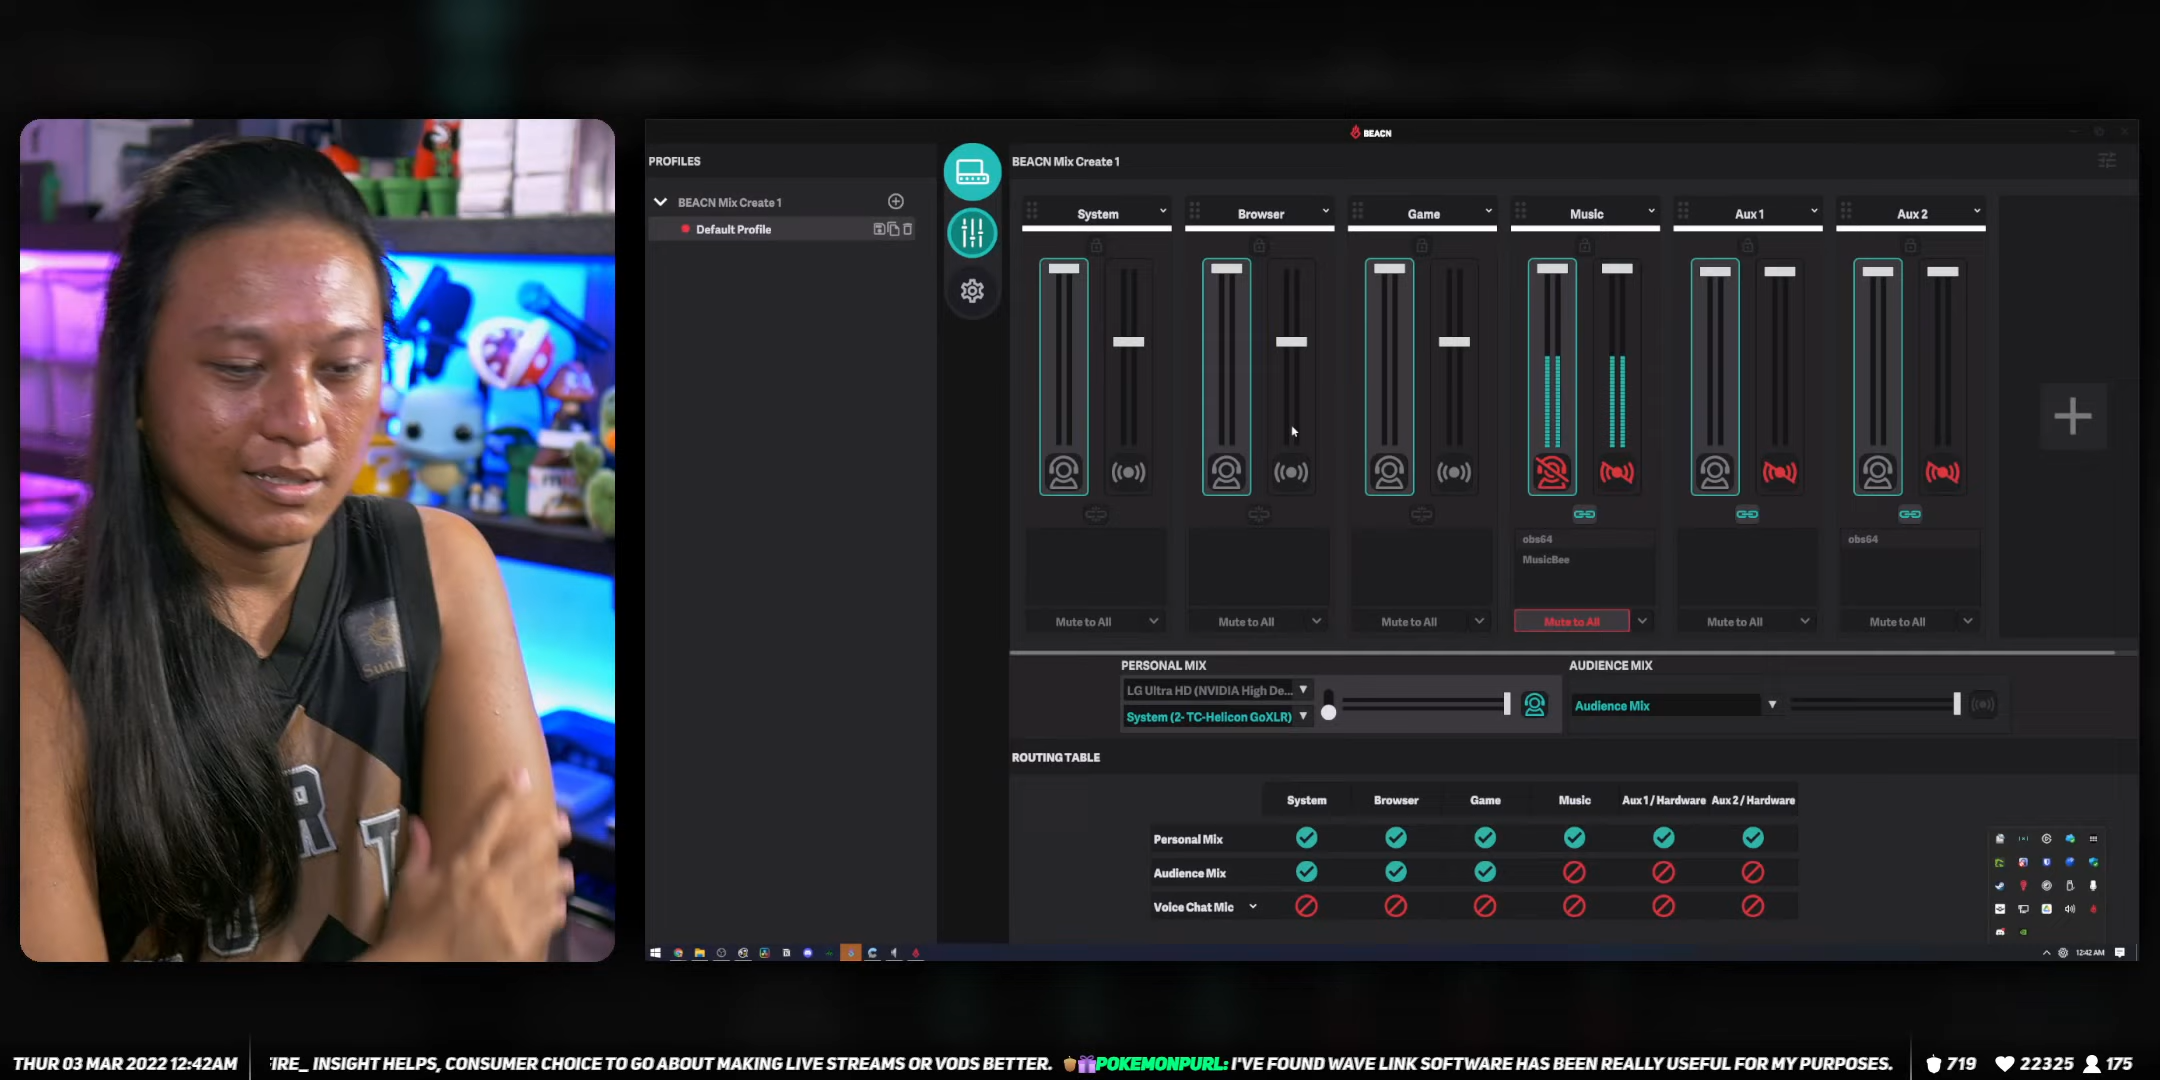 BEACN
PROFILES
BEACN Mix Create 1
BEACN Mix Create 1
Default Profile
System
Browser
Game
Music
Aux 1
Aux 2
obs64
obs64
MusicBee
Mute to All
Mute to All
Mute to All
Mute to All
Mute to All
Mute to All
PERSONAL MIX
AUDIENCE MIX
LG Ultra HD (NVIDIA High De...
System (2- TC-Helicon GoXLR)
Audience Mix
ROUTING TABLE
System
Browser
Game
Music
Aux 1 / Hardware
Aux 2 / Hardware
Personal Mix
Audience Mix
Voice Chat Mic
12:42 AM
THUR 03 MAR 2022 12:42AM
FIRE_ INSIGHT HELPS, CONSUMER CHOICE TO GO ABOUT MAKING LIVE STREAMS OR VODS BETTER. POKEMONPURL: I'VE FOUND WAVE LINK SOFTWARE HAS BEEN REALLY USEFUL FOR MY PURPOSES.
719
22325
175